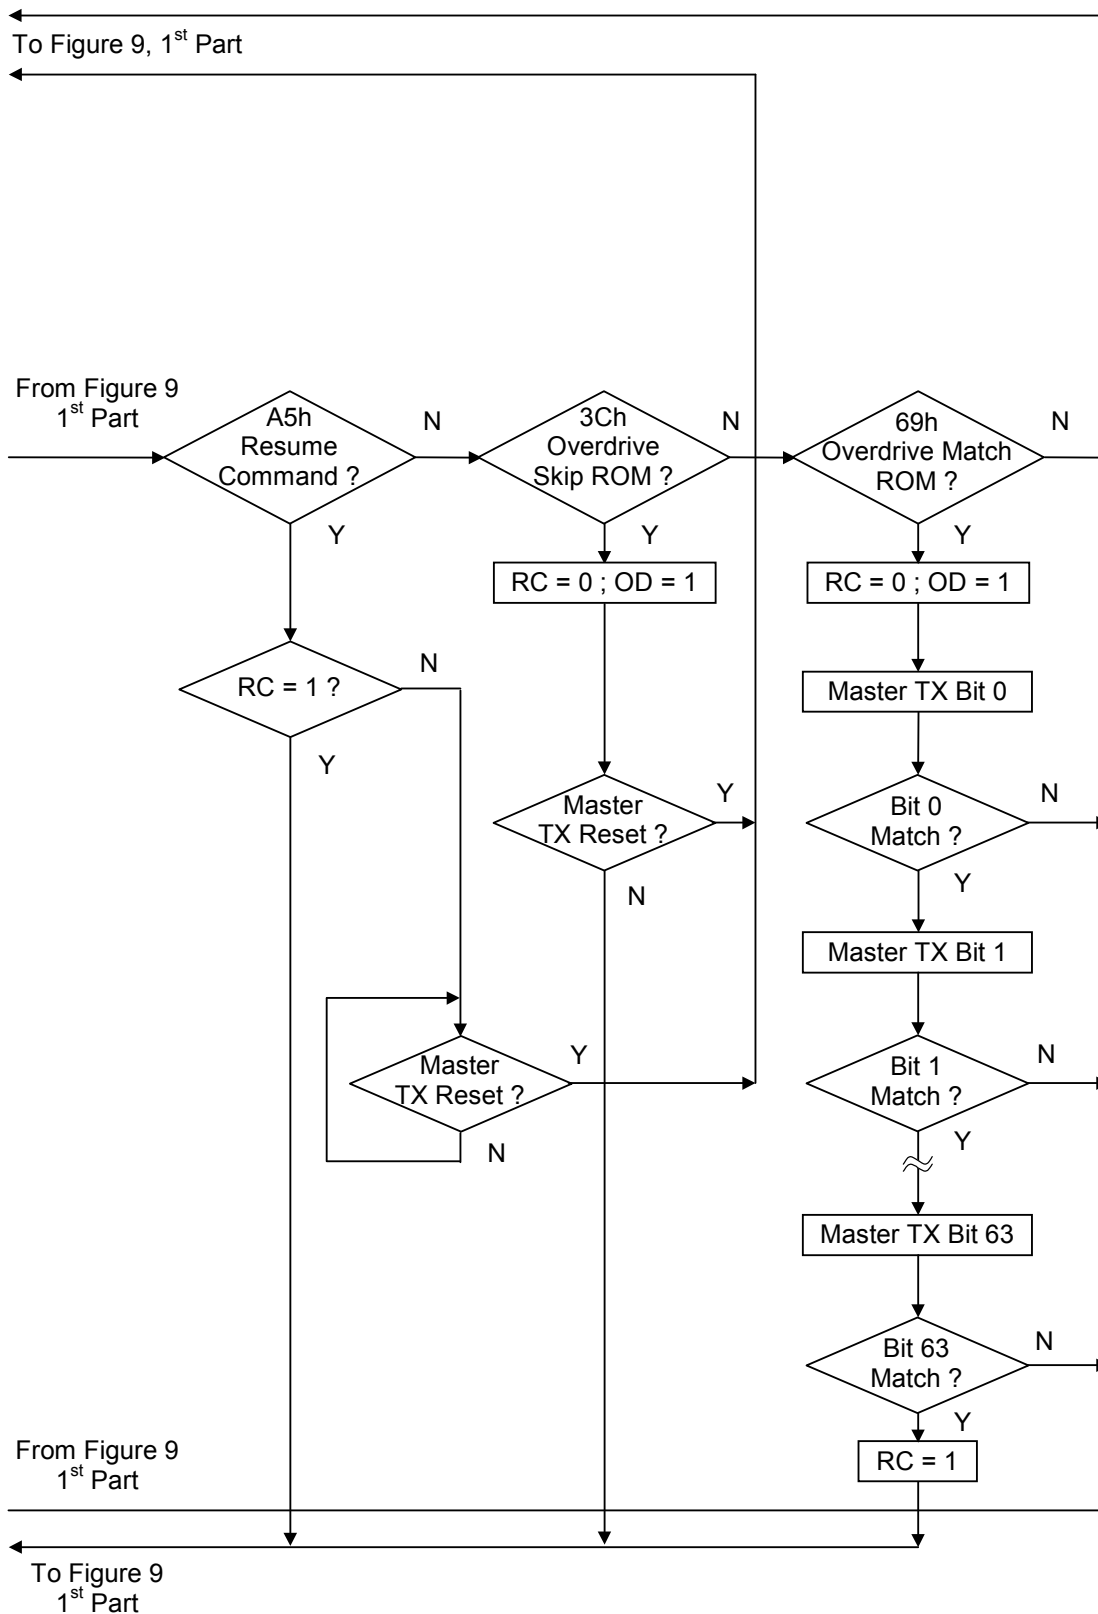 To Figure 9, 1st Part
From Figure 9
1st Part
A5h
Resume
Command ?
N
Y
3Ch
Overdrive
Skip ROM ?
N
Y
69h
Overdrive Match
ROM ?
N
Y
RC = 0 ; OD = 1
RC = 0 ; OD = 1
RC = 1 ?
N
Y
Master TX Bit 0
Master
TX Reset ?
Y
N
Bit 0
Match ?
N
Y
Master TX Bit 1
Master
TX Reset ?
Y
N
Bit 1
Match ?
N
Y
Master TX Bit 63
Bit 63
Match ?
N
Y
RC = 1
From Figure 9
1st Part
To Figure 9
1st Part